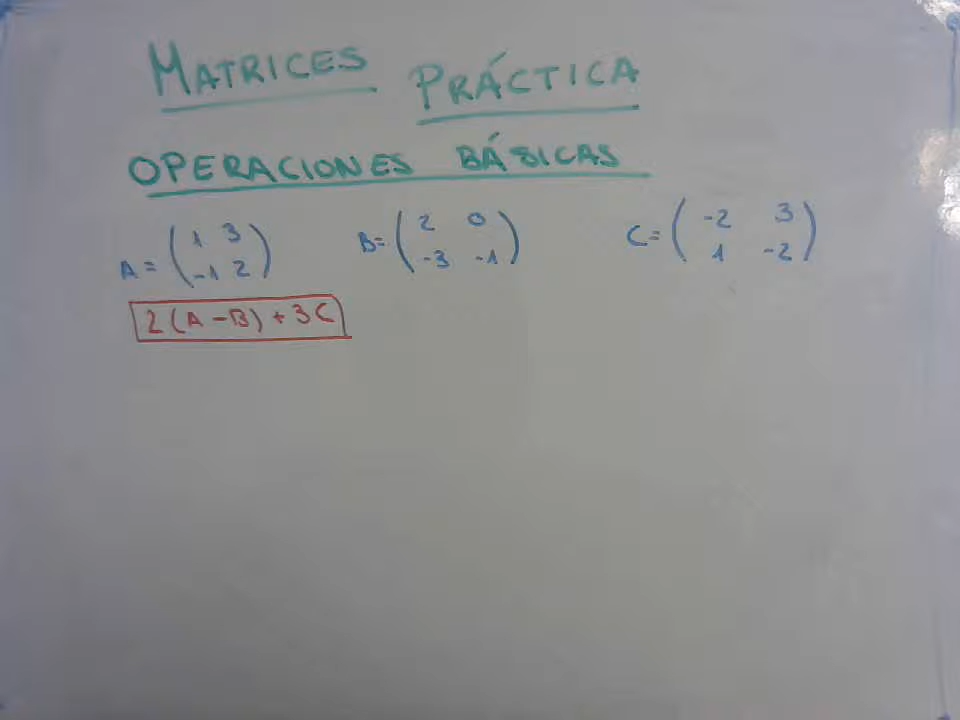 MATRICES PRÁCTICA
OPERACIONES BÁSICAS
A = ( 1 3 ) B = ( 2 0 ) C = ( -2 3 )
( -1 2 ) ( -3 -1 ) ( 1 -2 )
2(A-B) + 3C